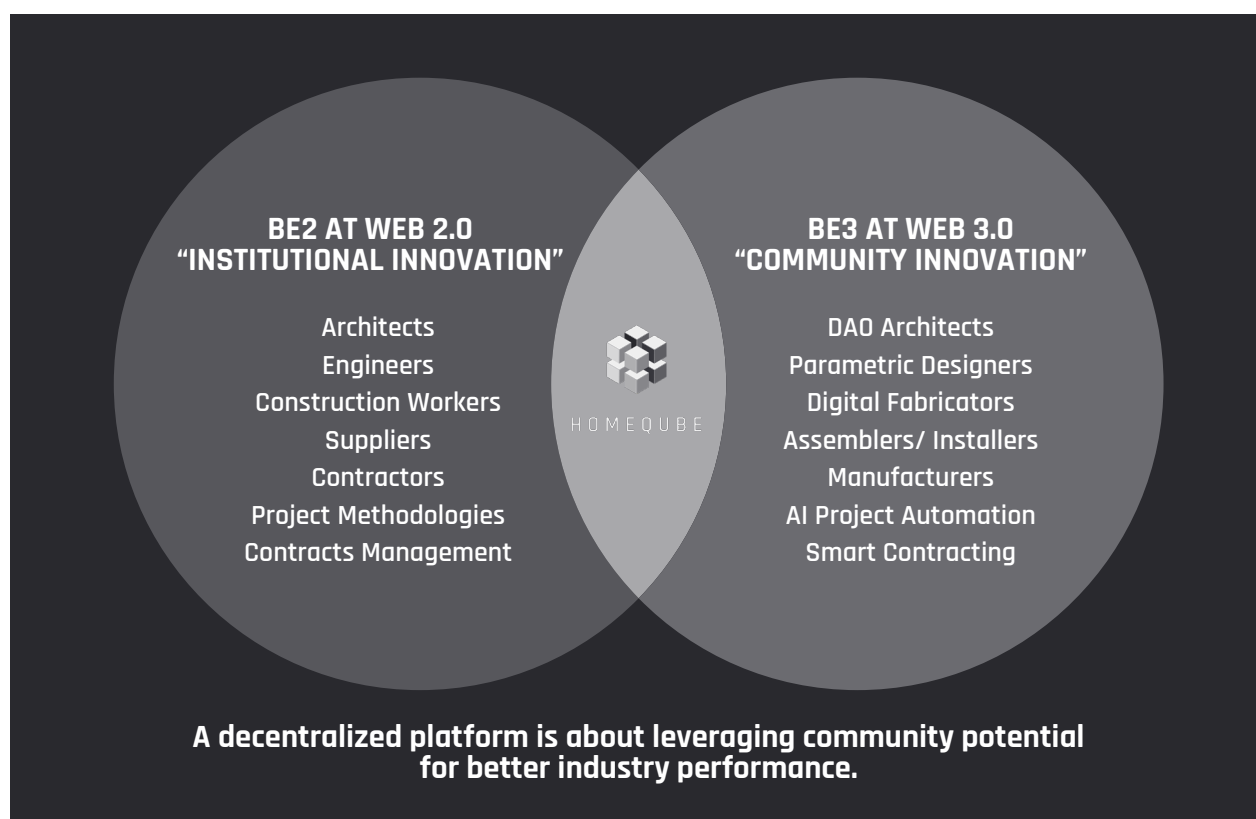 BE2 AT WEB 2.0
“INSTITUTIONAL INNOVATION”
Architects
Engineers
Construction Workers
Suppliers
Contractors
Project Methodologies
Contracts Management
HOMEQUBE
BE3 AT WEB 3.0
“COMMUNITY INNOVATION”
DAO Architects
Parametric Designers
Digital Fabricators
Assemblers/ Installers
Manufacturers
AI Project Automation
Smart Contracting
A decentralized platform is about leveraging community potential
for better industry performance.